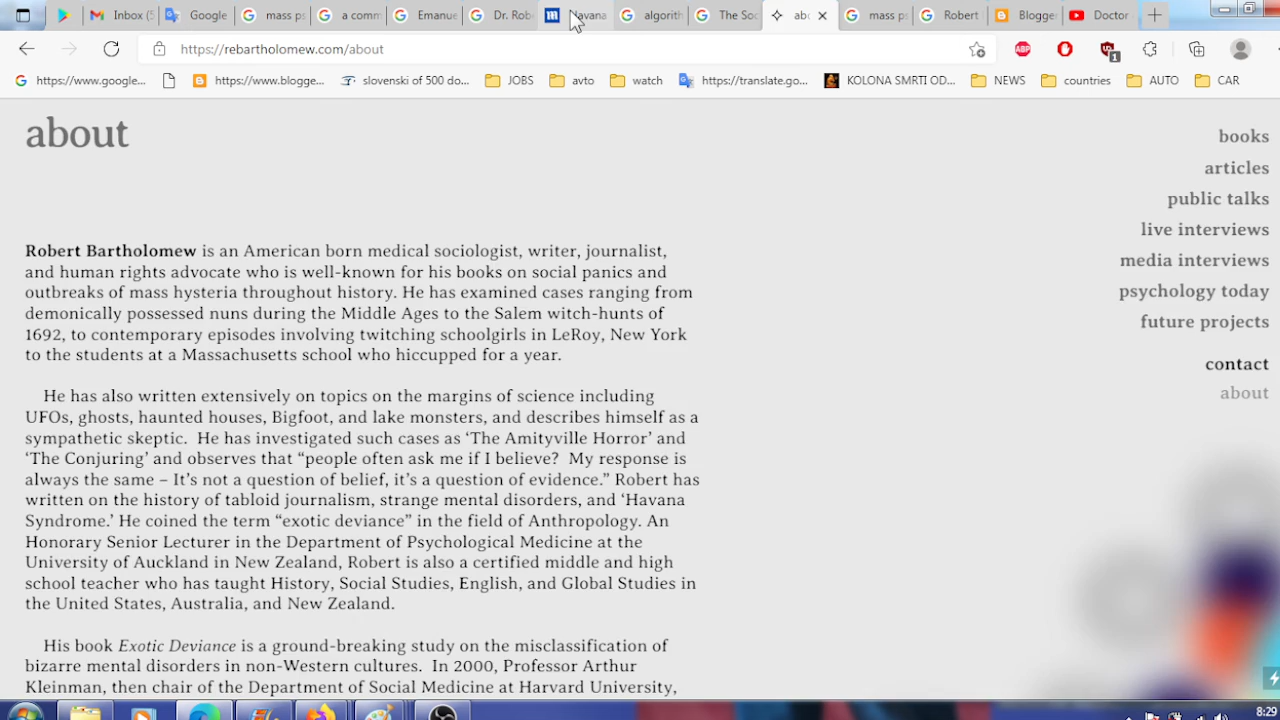 Inbox (5
Google
mass ps
a comm
Emanue
Dr. Rob
Havana
algorith
The Soc
abo
mass ps
Robert
Blogge
Doctor
https://rebartholomew.com/about
ABP
1
https://www.google...
https://www.blogge...
slovenski of 500 do...
JOBS
avto
watch
https://translate.go...
KOLONA SMRTI OD...
NEWS
countries
AUTO
CAR
about
books
articles
public talks
live interviews
media interviews
psychology today
future projects
contact
about
Robert Bartholomew is an American born medical sociologist, writer, journalist,
and human rights advocate who is well-known for his books on social panics and
outbreaks of mass hysteria throughout history. He has examined cases ranging from
demonically possessed nuns during the Middle Ages to the Salem witch-hunts of
1692, to contemporary episodes involving twitching schoolgirls in LeRoy, New York
to the students at a Massachusetts school who hiccupped for a year.
He has also written extensively on topics on the margins of science including
UFOs, ghosts, haunted houses, Bigfoot, and lake monsters, and describes himself as a
sympathetic skeptic. He has investigated such cases as ‘The Amityville Horror’ and
‘The Conjuring’ and observes that “people often ask me if I believe? My response is
always the same – It’s not a question of belief, it’s a question of evidence.” Robert has
written on the history of tabloid journalism, strange mental disorders, and ‘Havana
Syndrome.’ He coined the term “exotic deviance” in the field of Anthropology. An
Honorary Senior Lecturer in the Department of Psychological Medicine at the
University of Auckland in New Zealand, Robert is also a certified middle and high
school teacher who has taught History, Social Studies, English, and Global Studies in
the United States, Australia, and New Zealand.
His book Exotic Deviance is a ground-breaking study on the misclassification of
bizarre mental disorders in non-Western cultures. In 2000, Professor Arthur
Kleinman, then chair of the Department of Social Medicine at Harvard University,
8:29